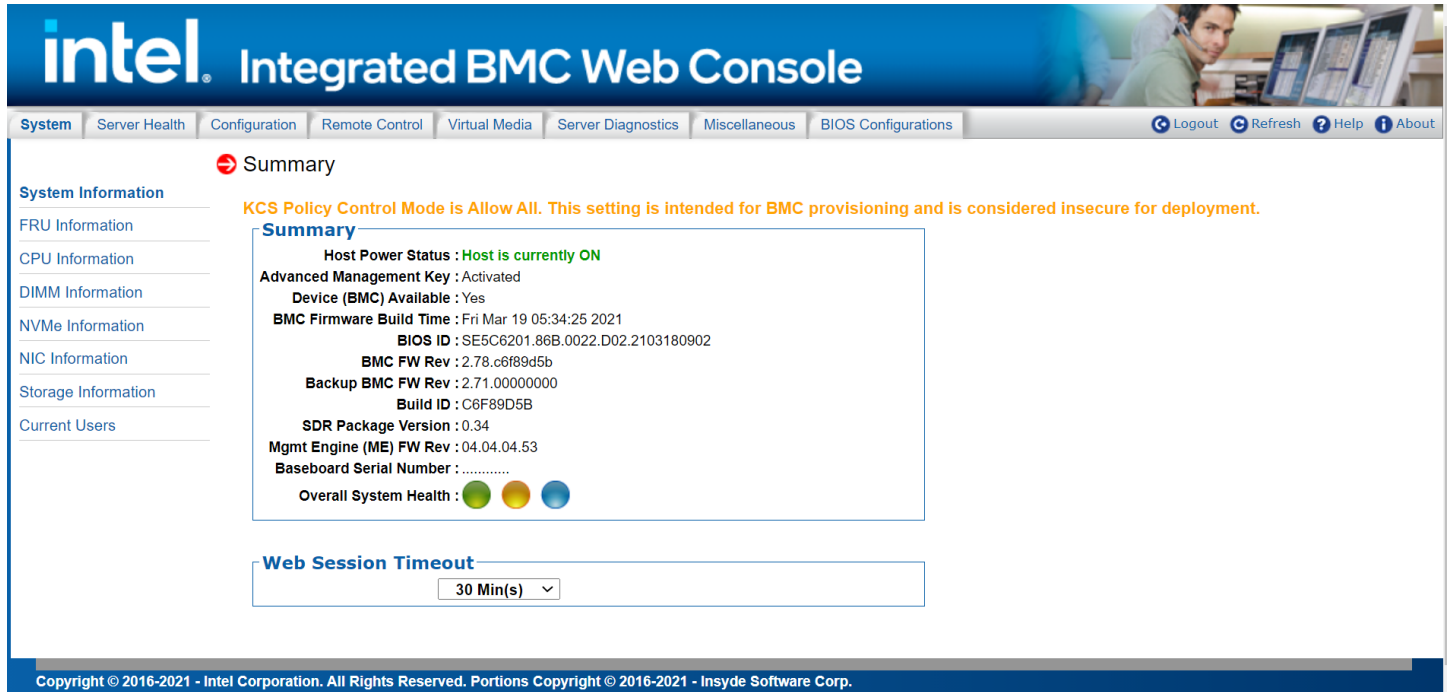 intel. Integrated BMC Web Console
System Server Health Configuration Remote Control Virtual Media Server Diagnostics Miscellaneous BIOS Configurations Logout Refresh Help About
Summary
System Information
FRU Information
CPU Information
DIMM Information
NVMe Information
NIC Information
Storage Information
Current Users
KCS Policy Control Mode is Allow All. This setting is intended for BMC provisioning and is considered insecure for deployment.
Summary
Host Power Status : Host is currently ON
Advanced Management Key : Activated
Device (BMC) Available : Yes
BMC Firmware Build Time : Fri Mar 19 05:34:25 2021
BIOS ID : SE5C6201.86B.0022.D02.2103180902
BMC FW Rev : 2.78.c6f89d5b
Backup BMC FW Rev : 2.71.00000000
Build ID : C6F89D5B
SDR Package Version : 0.34
Mgmt Engine (ME) FW Rev : 04.04.04.53
Baseboard Serial Number : ............
Overall System Health :
Web Session Timeout
30 Min(s)
Copyright © 2016-2021 - Intel Corporation. All Rights Reserved. Portions Copyright © 2016-2021 - Insyde Software Corp.